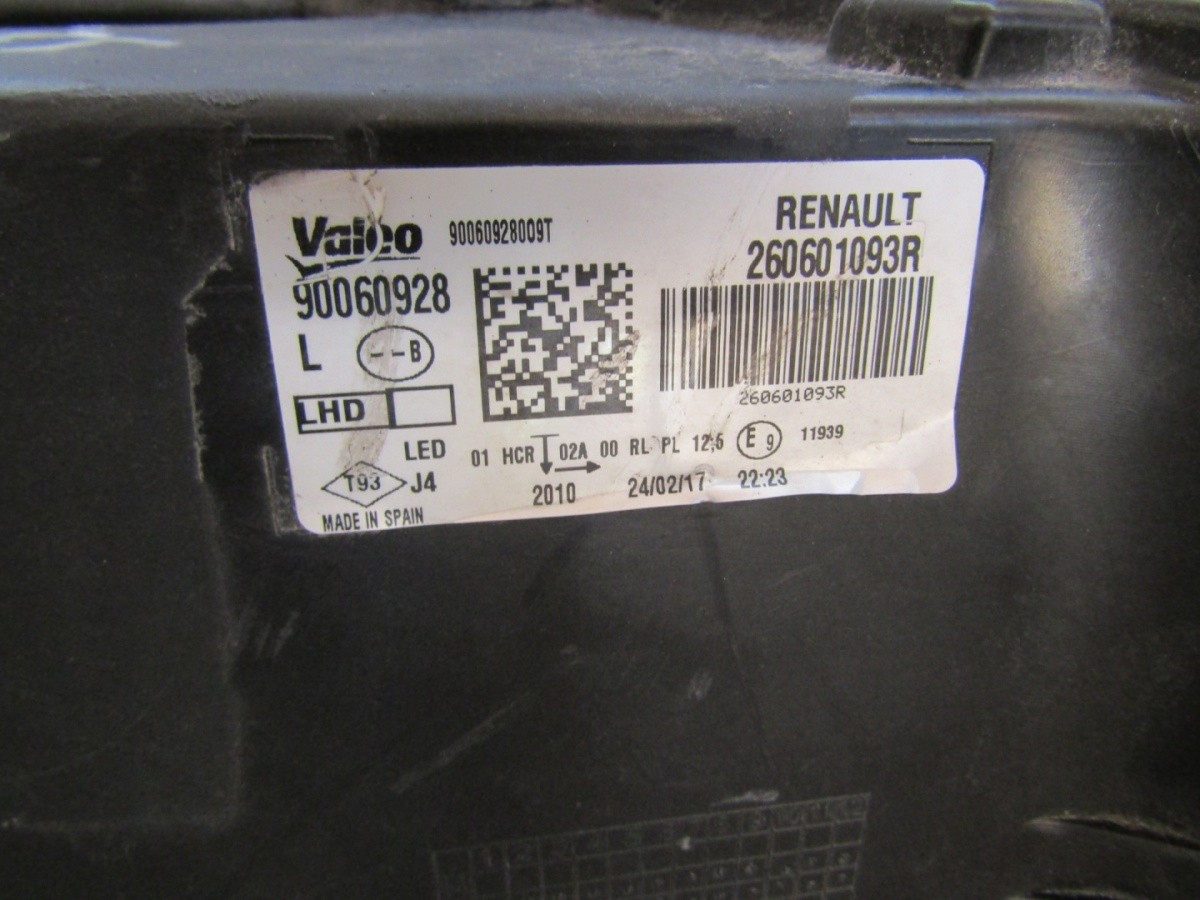 Valeo 90060928009T
90060928
L --B
LHD
LED
T93 J4
MADE IN SPAIN
RENAULT
260601093R
260601093R
01 HCR 02A 00 RL PL 12,5 E9 11939
2010 24/02/17 22:23